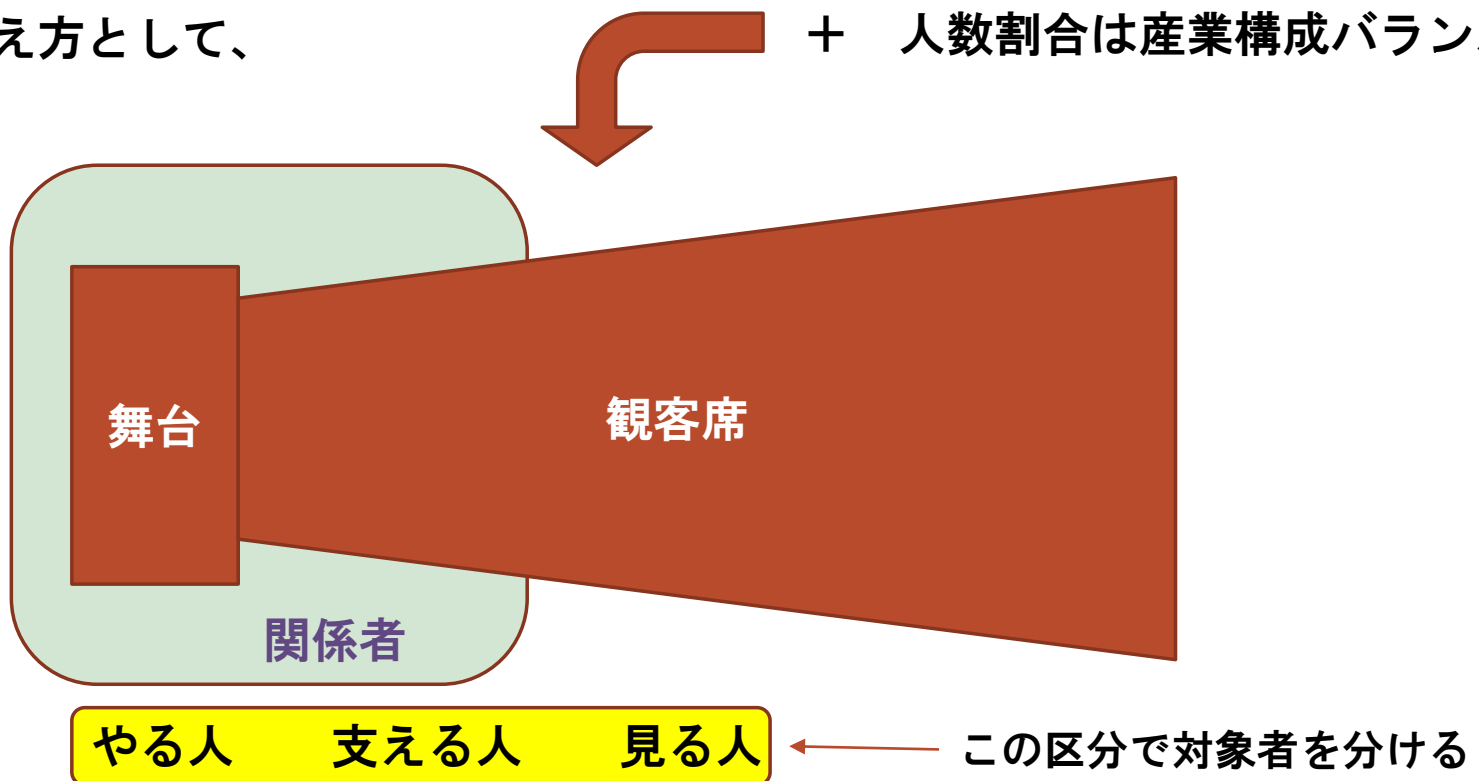 え方として、
＋　人数割合は産業構成バラン
舞台
観客席
関係者
やる人　　支える人　　見る人
この区分で対象者を分ける